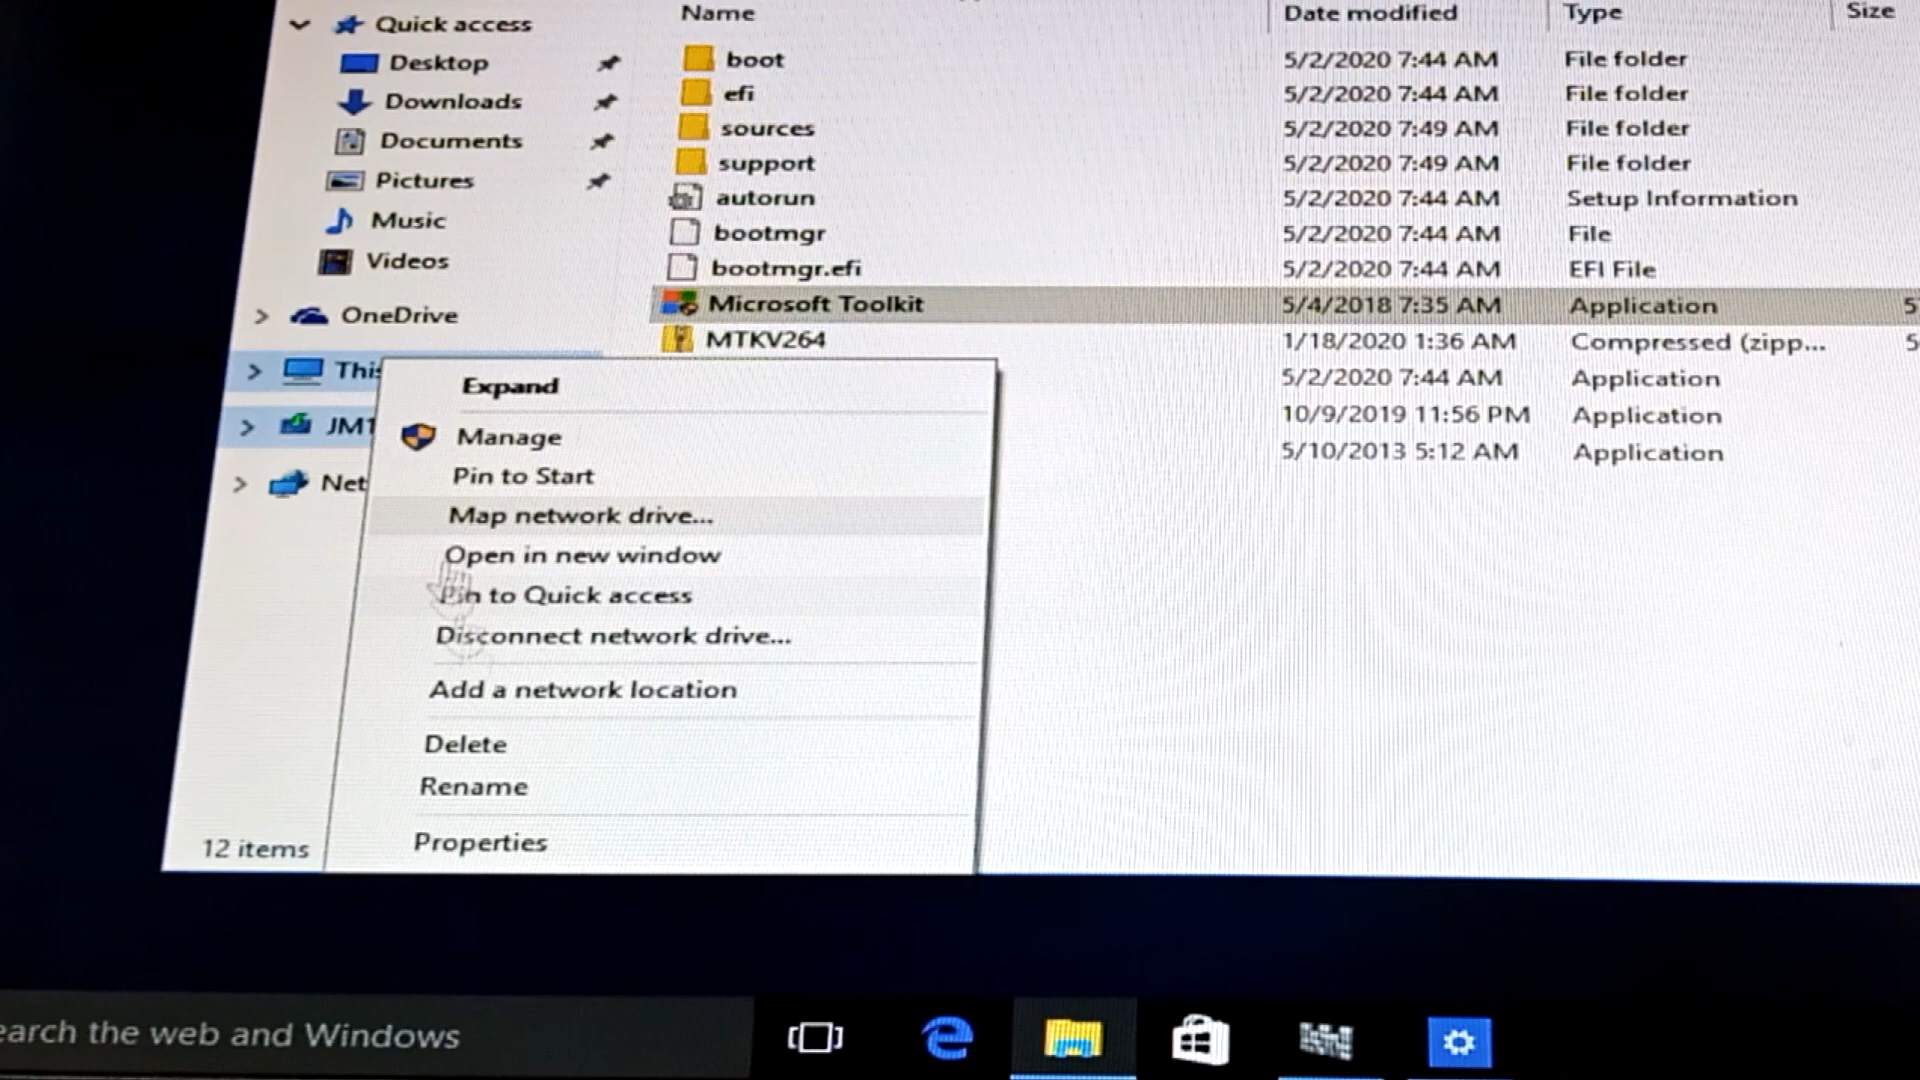 Name Date modified Type Size
Quick access
Desktop
Downloads
Documents
Pictures
Music
Videos
OneDrive
This
JM1
Net
12 items
boot 5/2/2020 7:44 AM File folder
efi 5/2/2020 7:44 AM File folder
sources 5/2/2020 7:49 AM File folder
support 5/2/2020 7:49 AM File folder
autorun 5/2/2020 7:44 AM Setup Information
bootmgr 5/2/2020 7:44 AM File
bootmgr.efi 5/2/2020 7:44 AM EFI File
Microsoft Toolkit 5/4/2018 7:35 AM Application 5
MTKV264 1/18/2020 1:36 AM Compressed (zipp... 5
5/2/2020 7:44 AM Application
10/9/2019 11:56 PM Application
5/10/2013 5:12 AM Application
Expand
Manage
Pin to Start
Map network drive...
Open in new window
Pin to Quick access
Disconnect network drive...
Add a network location
Delete
Rename
Properties
earch the web and Windows